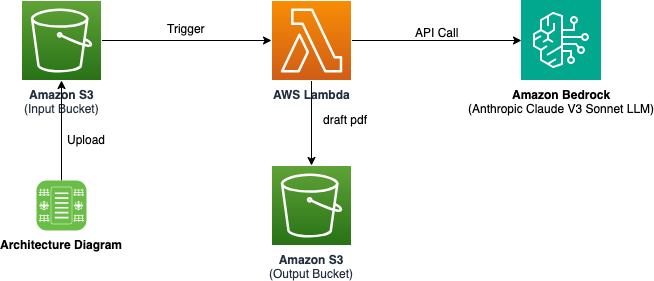 Trigger
API Call
Amazon S3
(Input Bucket)
AWS Lambda
Amazon Bedrock
(Anthropic Claude V3 Sonnet LLM)
Upload
draft pdf
Architecture Diagram
Amazon S3
(Output Bucket)